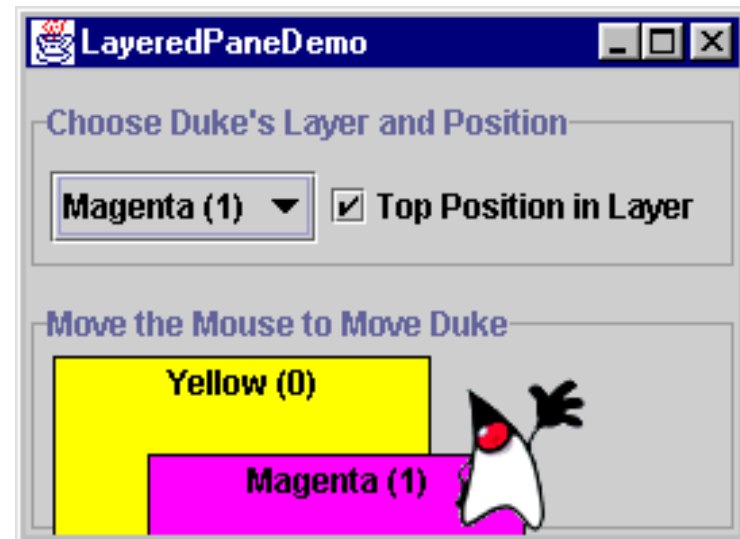 LayeredPaneDemo
Choose Duke's Layer and Position
Magenta (1)
Top Position in Layer
Move the Mouse to Move Duke
Yellow (0)
Magenta (1)